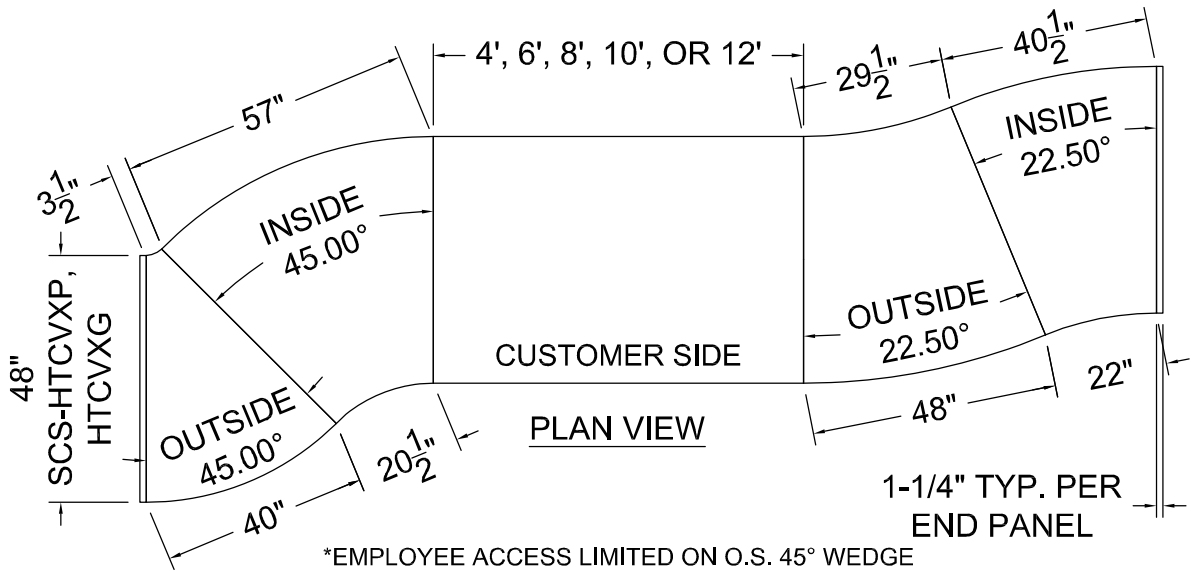 4', 6', 8', 10', OR 12'
29 1/2"
40 1/2"
57"
3 1/2"
INSIDE
45.00°
INSIDE
22.50°
48"
SCS-HTCVXP,
HTCVXG
OUTSIDE
45.00°
CUSTOMER SIDE
OUTSIDE
22.50°
PLAN VIEW
20 1/2"
40"
48"
22"
1-1/4" TYP. PER
END PANEL
*EMPLOYEE ACCESS LIMITED ON O.S. 45° WEDGE